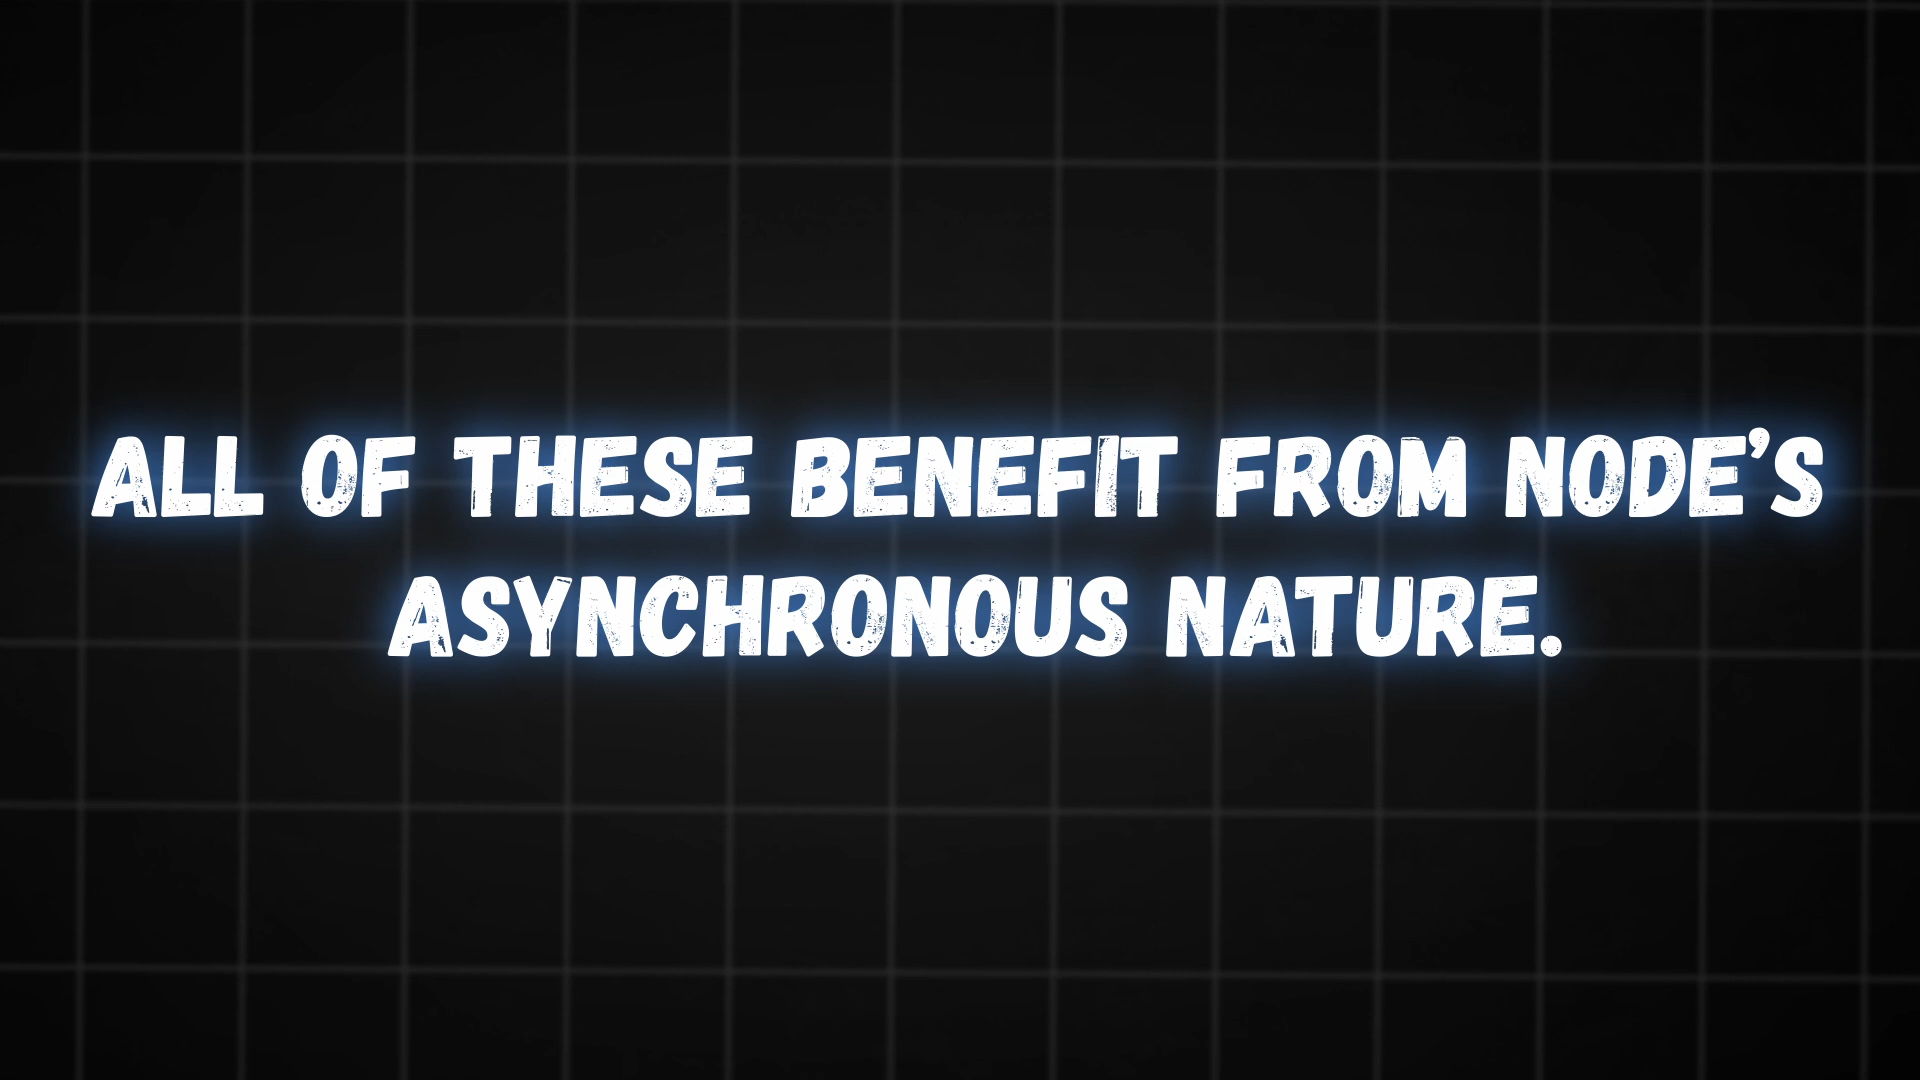 ALL OF THESE BENEFIT FROM NODE’S
ASYNCHRONOUS NATURE.